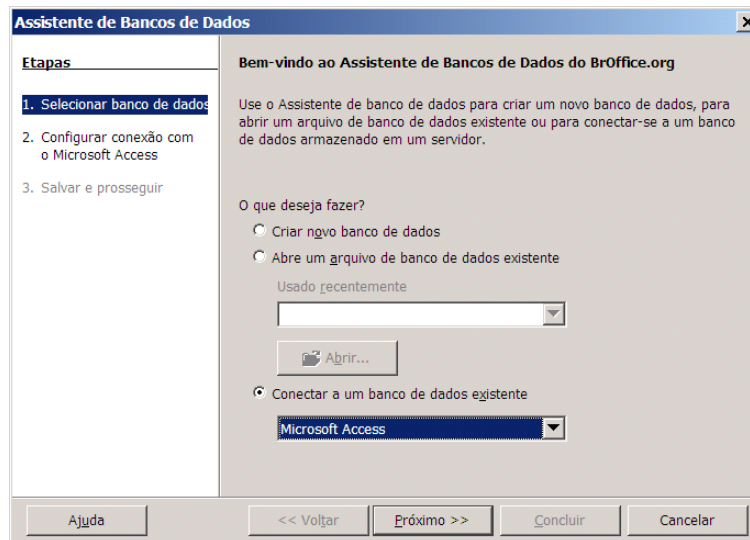 Assistente de Bancos de Dados
Etapas
1. Selecionar banco de dados
2. Configurar conexão com
o Microsoft Access
3. Salvar e prosseguir
Bem-vindo ao Assistente de Bancos de Dados do BrOffice.org
Use o Assistente de banco de dados para criar um novo banco de dados, para
abrir um arquivo de banco de dados existente ou para conectar-se a um banco
de dados armazenado em um servidor.
O que deseja fazer?
Criar novo banco de dados
Abre um arquivo de banco de dados existente
Usado recentemente
Abrir...
Conectar a um banco de dados existente
Microsoft Access
Ajuda
<< Voltar
Próximo >>
Concluir
Cancelar